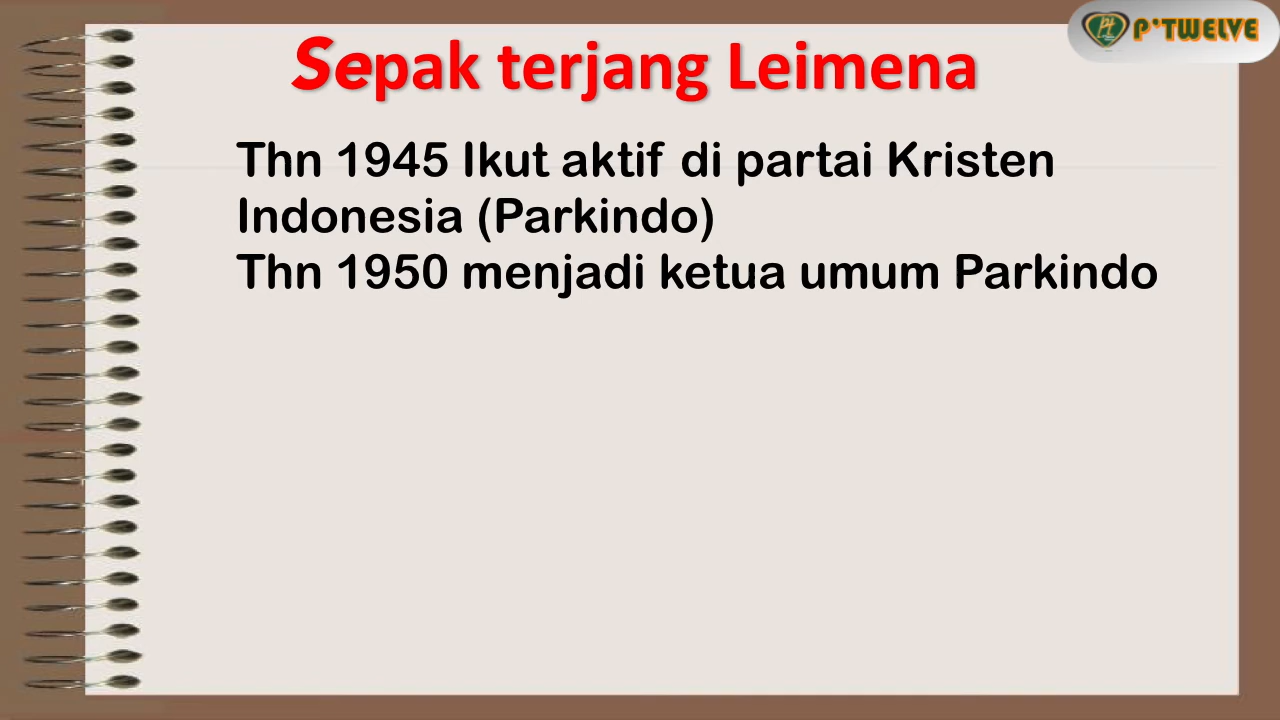 P'TWELVE
Sepak terjang Leimena
Thn 1945 Ikut aktif di partai Kristen
Indonesia (Parkindo)
Thn 1950 menjadi ketua umum Parkindo